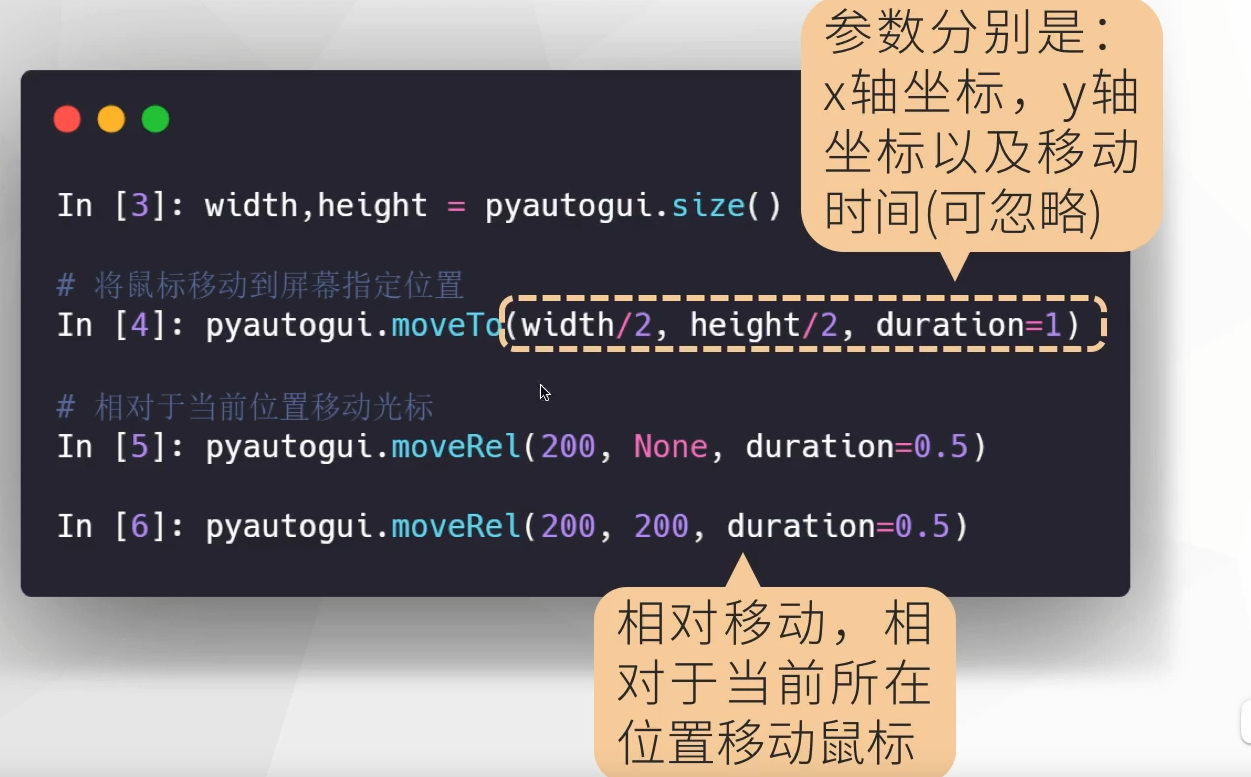 参数分别是：
x轴坐标，y轴
坐标以及移动
时间(可忽略)
In [3]: width,height = pyautogui.size()
# 将鼠标移动到屏幕指定位置
In [4]: pyautogui.moveTo(width/2, height/2, duration=1)
# 相对于当前位置移动光标
In [5]: pyautogui.moveRel(200, None, duration=0.5)
In [6]: pyautogui.moveRel(200, 200, duration=0.5)
相对移动，相
对于当前所在
位置移动鼠标